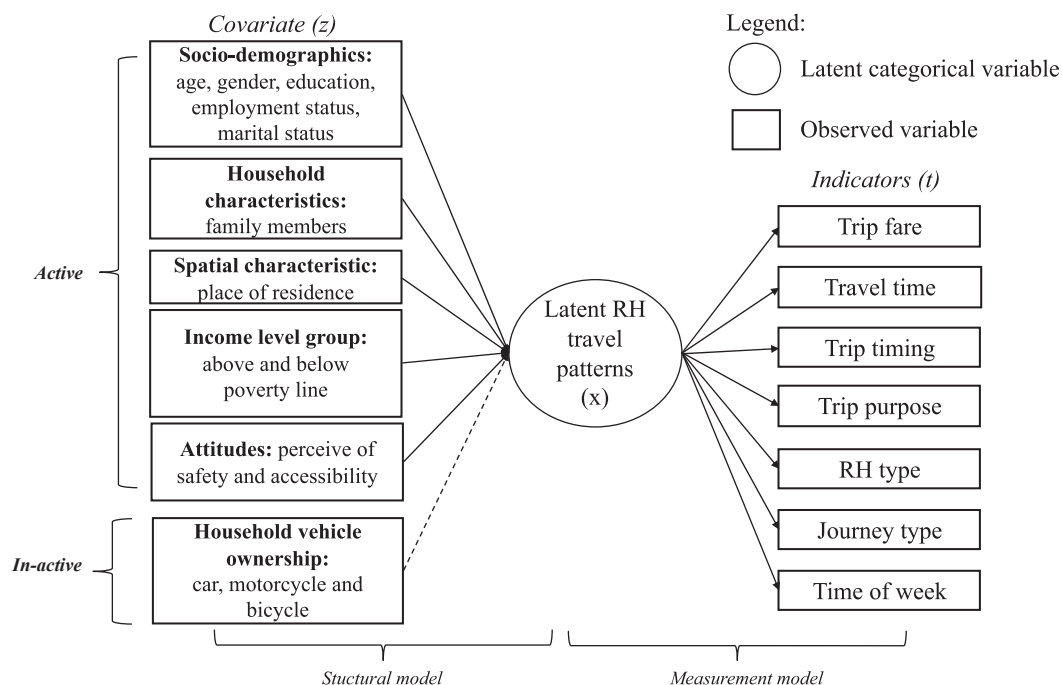 Covariate (z)
Socio-demographics:
age, gender, education,
employment status,
marital status
Household
characteristics:
family members
Spatial characteristic:
place of residence
Income level group:
above and below
poverty line
Attitudes: perceive of
safety and accessibility
Household vehicle
ownership:
car, motorcycle and
bicycle
Active
In-active
Stuctural model
Latent RH
travel
patterns
(x)
Legend:
Latent categorical variable
Observed variable
Indicators (t)
Trip fare
Travel time
Trip timing
Trip purpose
RH type
Journey type
Time of week
Measurement model